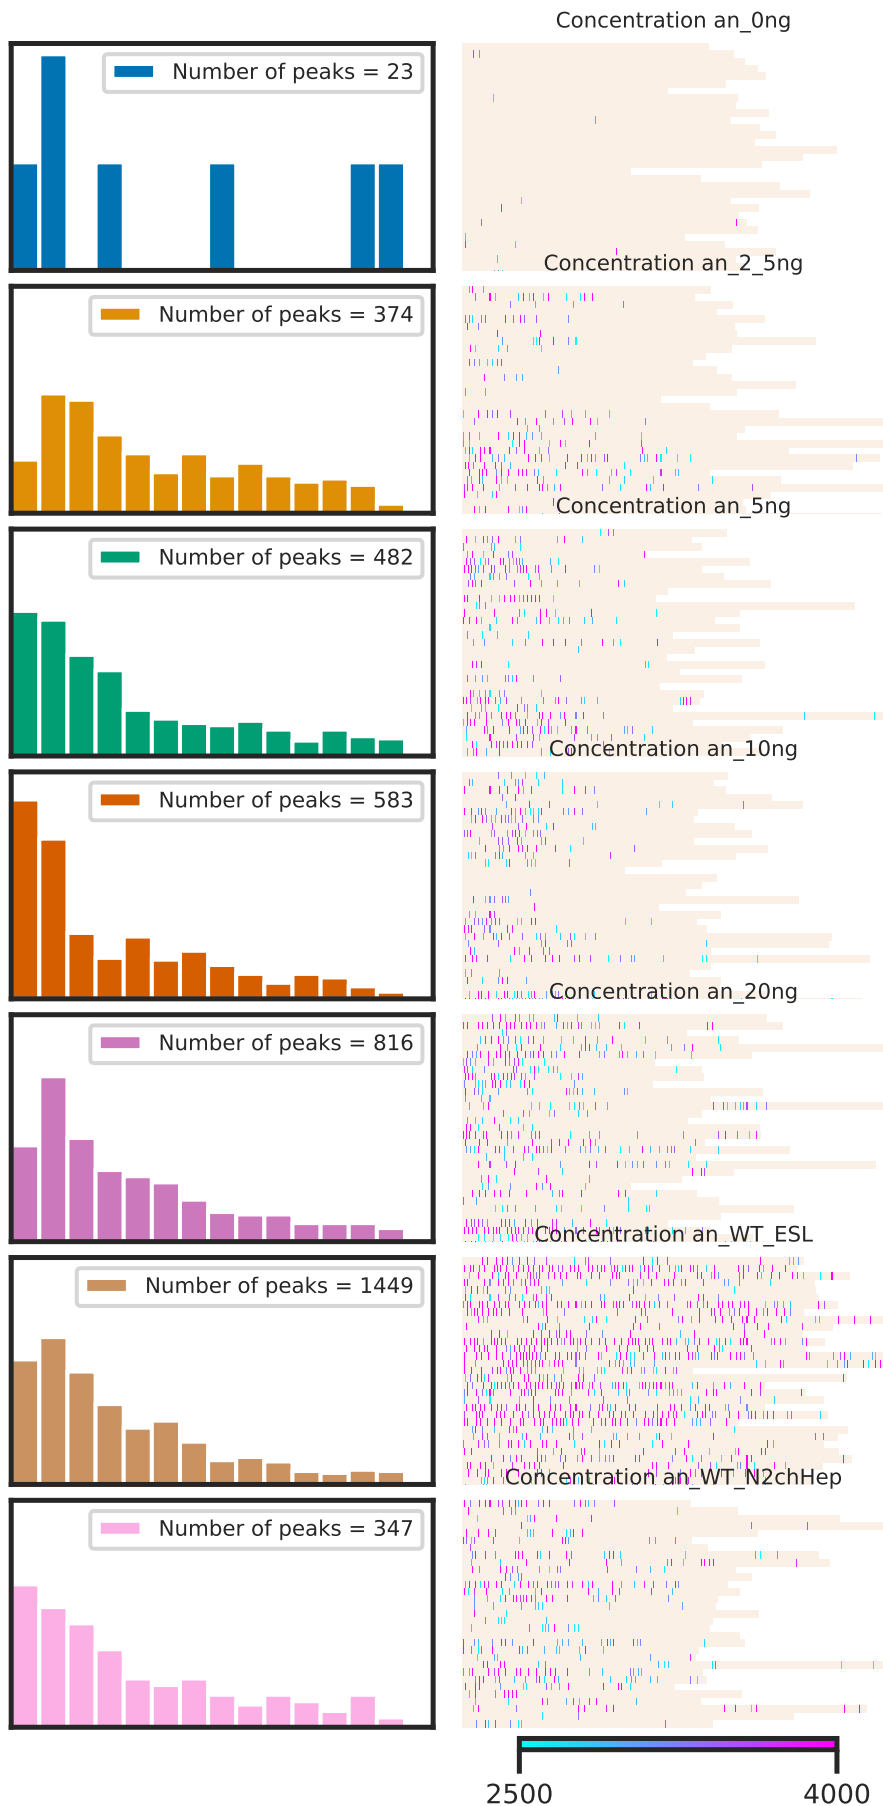 Concentration an_0ng
Number of peaks = 23
Concentration an_2_5ng
Number of peaks = 374
Concentration an_5ng
Number of peaks = 482
Concentration an_10ng
Number of peaks = 583
Concentration an_20ng
Number of peaks = 816
Concentration an_WT_ESL
Number of peaks = 1449
Concentration an_WT_N2chHep
Number of peaks = 347
2500 4000